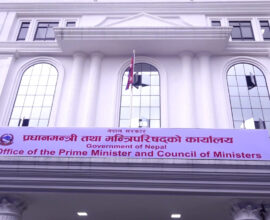 नेपाल सरकार
प्रधानमन्त्री तथा मन्त्रिपरिषद्को कार्यालय
Government of Nepal
Office of the Prime Minister and Council of Ministers